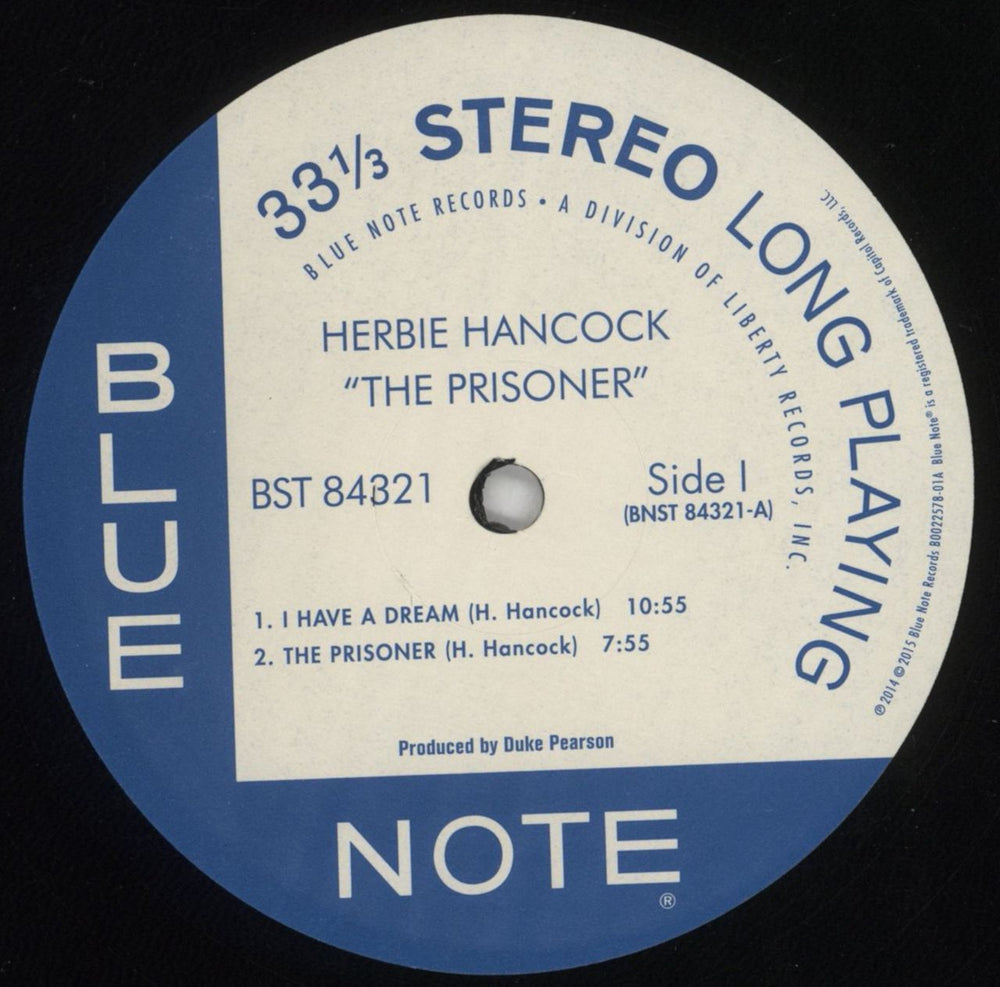 33⅓ STEREO LONG PLAYING
BLUE NOTE RECORDS • A DIVISION OF LIBERTY RECORDS, INC.
HERBIE HANCOCK
“THE PRISONER”
BST 84321
Side I
(BNST 84321-A)
1. I HAVE A DREAM (H. Hancock) 10:55
2. THE PRISONER (H. Hancock) 7:55
Produced by Duke Pearson
BLUE
NOTE
®
℗ 2014 © 2015 Blue Note Records B0022578-01A Blue Note® is a registered trademark of Capitol Records, LLC.